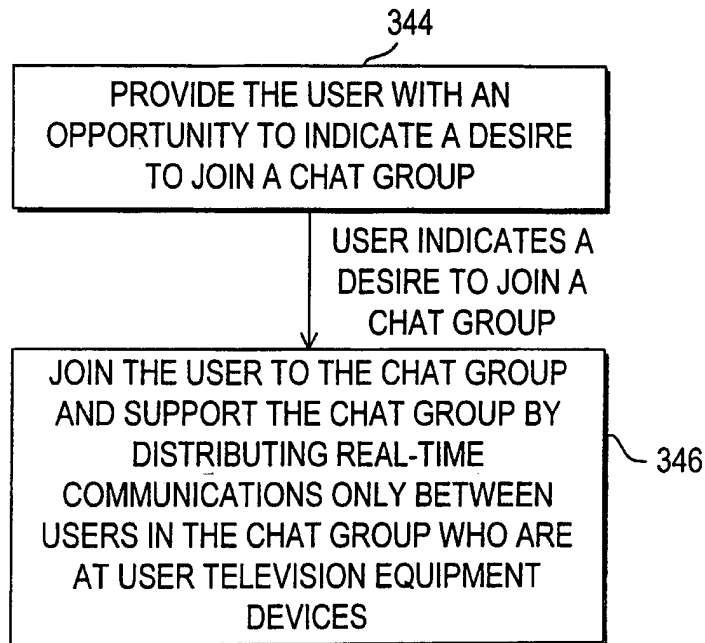 344
PROVIDE THE USER WITH AN
OPPORTUNITY TO INDICATE A DESIRE
TO JOIN A CHAT GROUP
USER INDICATES A
DESIRE TO JOIN A
CHAT GROUP
JOIN THE USER TO THE CHAT GROUP
AND SUPPORT THE CHAT GROUP BY
DISTRIBUTING REAL-TIME
COMMUNICATIONS ONLY BETWEEN
USERS IN THE CHAT GROUP WHO ARE
AT USER TELEVISION EQUIPMENT
DEVICES
346